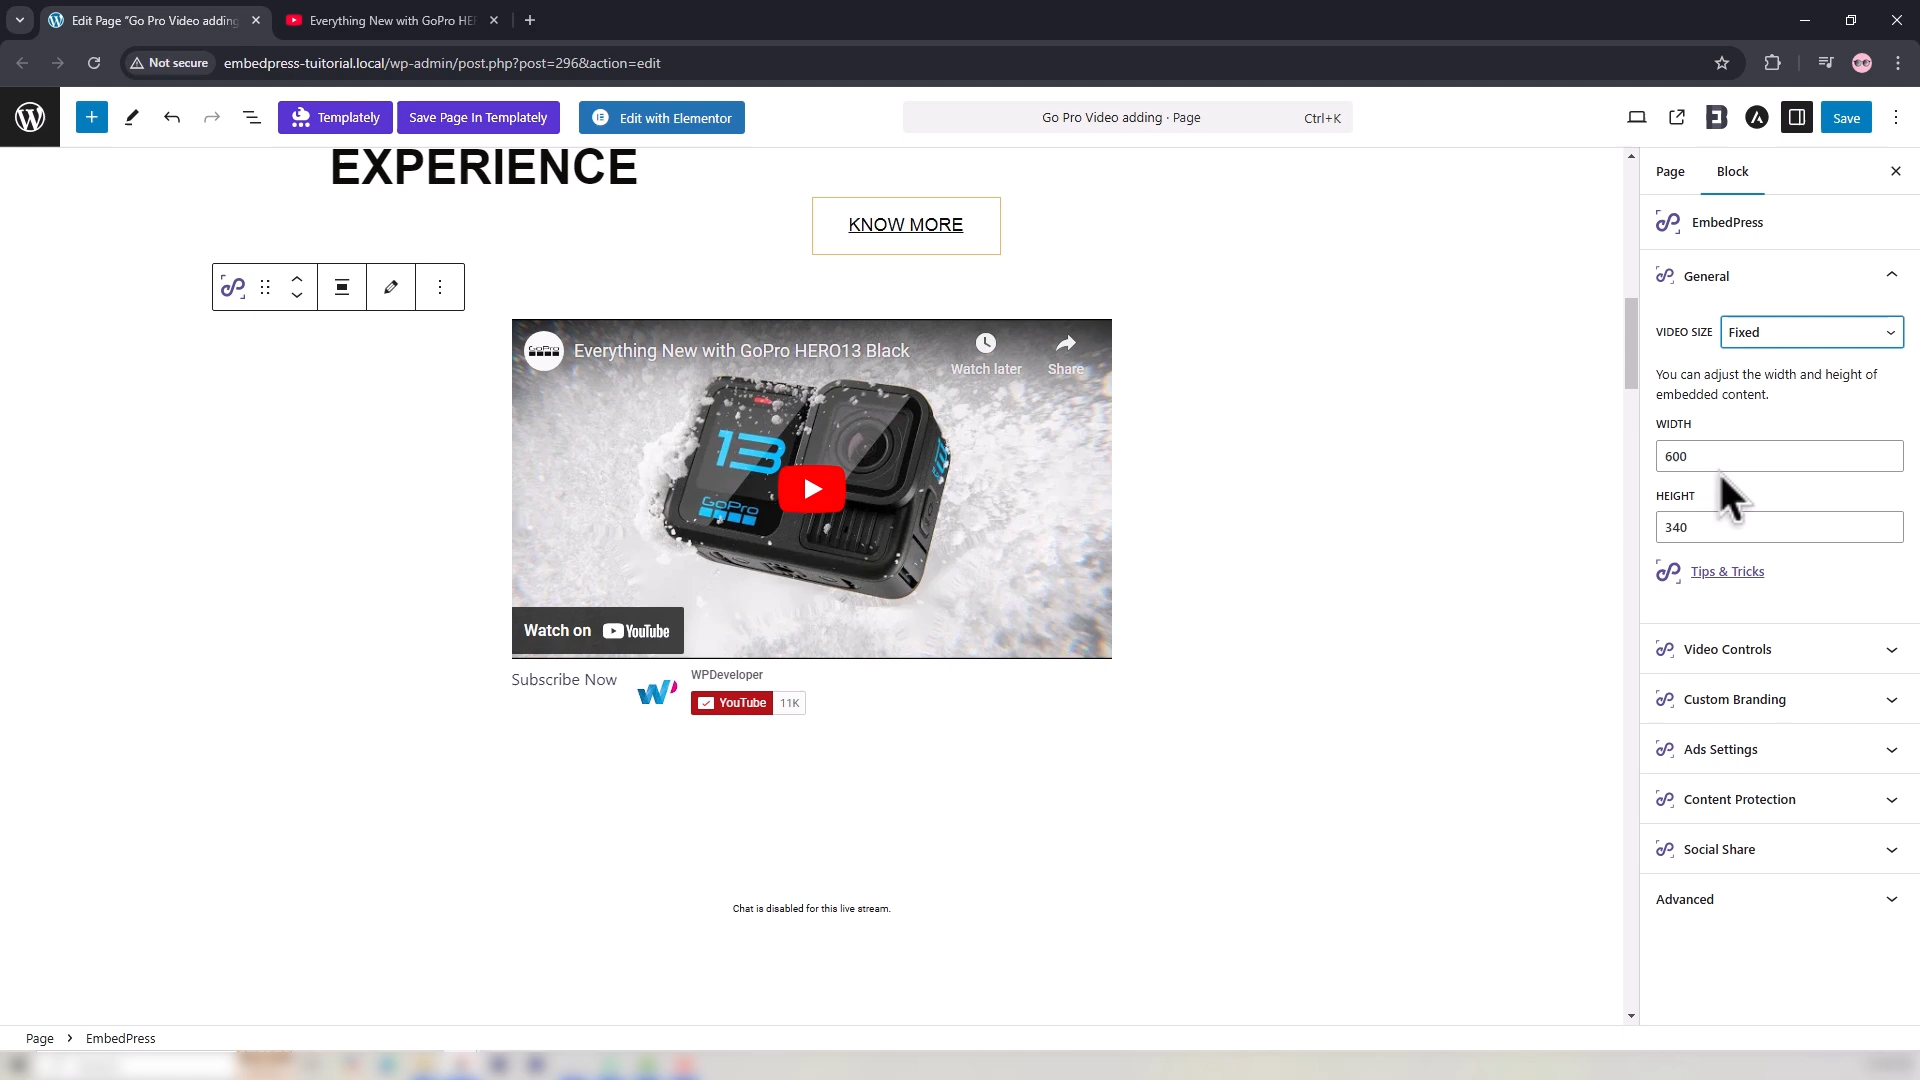 Edit Page "Go Pro Video adding
Everything New with GoPro HE
Not secure
embedpress-tuitorial.local/wp-admin/post.php?post=296&action=edit
Templately
Save Page In Templately
Edit with Elementor
Go Pro Video adding · Page
Ctrl+K
Save
EXPERIENCE
KNOW MORE
GoPro
Everything New with GoPro HERO13 Black
Watch later
Share
13
GoPro
Watch on YouTube
Subscribe Now
WPDeveloper
YouTube 11K
Chat is disabled for this live stream.
Page
Block
EmbedPress
General
VIDEO SIZE Fixed
You can adjust the width and height of
embedded content.
WIDTH
600
HEIGHT
340
Tips & Tricks
Video Controls
Custom Branding
Ads Settings
Content Protection
Social Share
Advanced
Page
EmbedPress